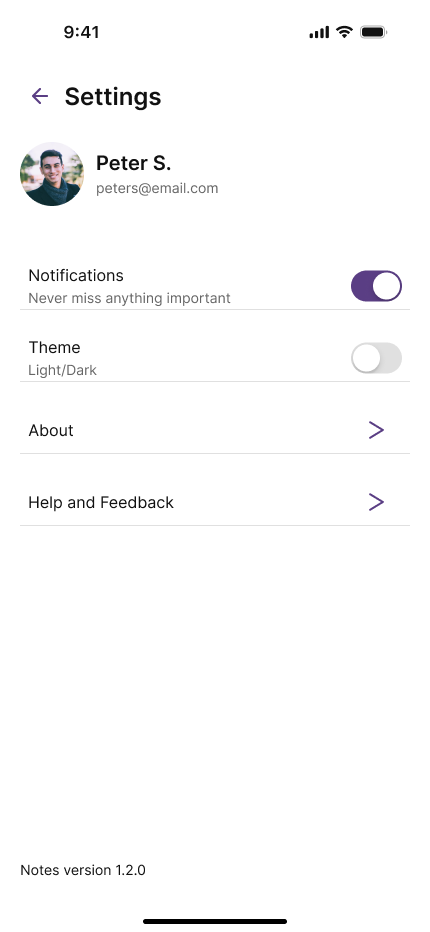 9:41
Settings
Peter S.
peters@email.com
Notifications
Never miss anything important
Theme
Light/Dark
About
Help and Feedback
Notes version 1.2.0